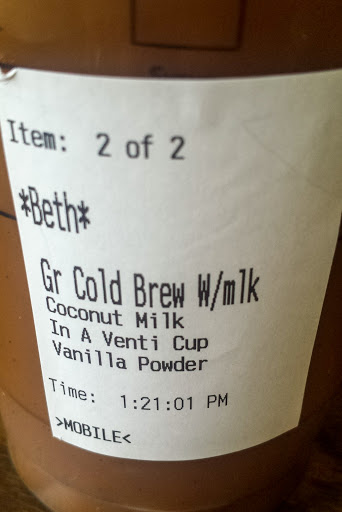 Item: 2 of 2
*Beth*
Gr Cold Brew W/mlk
Coconut Milk
In A Venti Cup
Vanilla Powder
Time: 1:21:01 PM
>MOBILE<